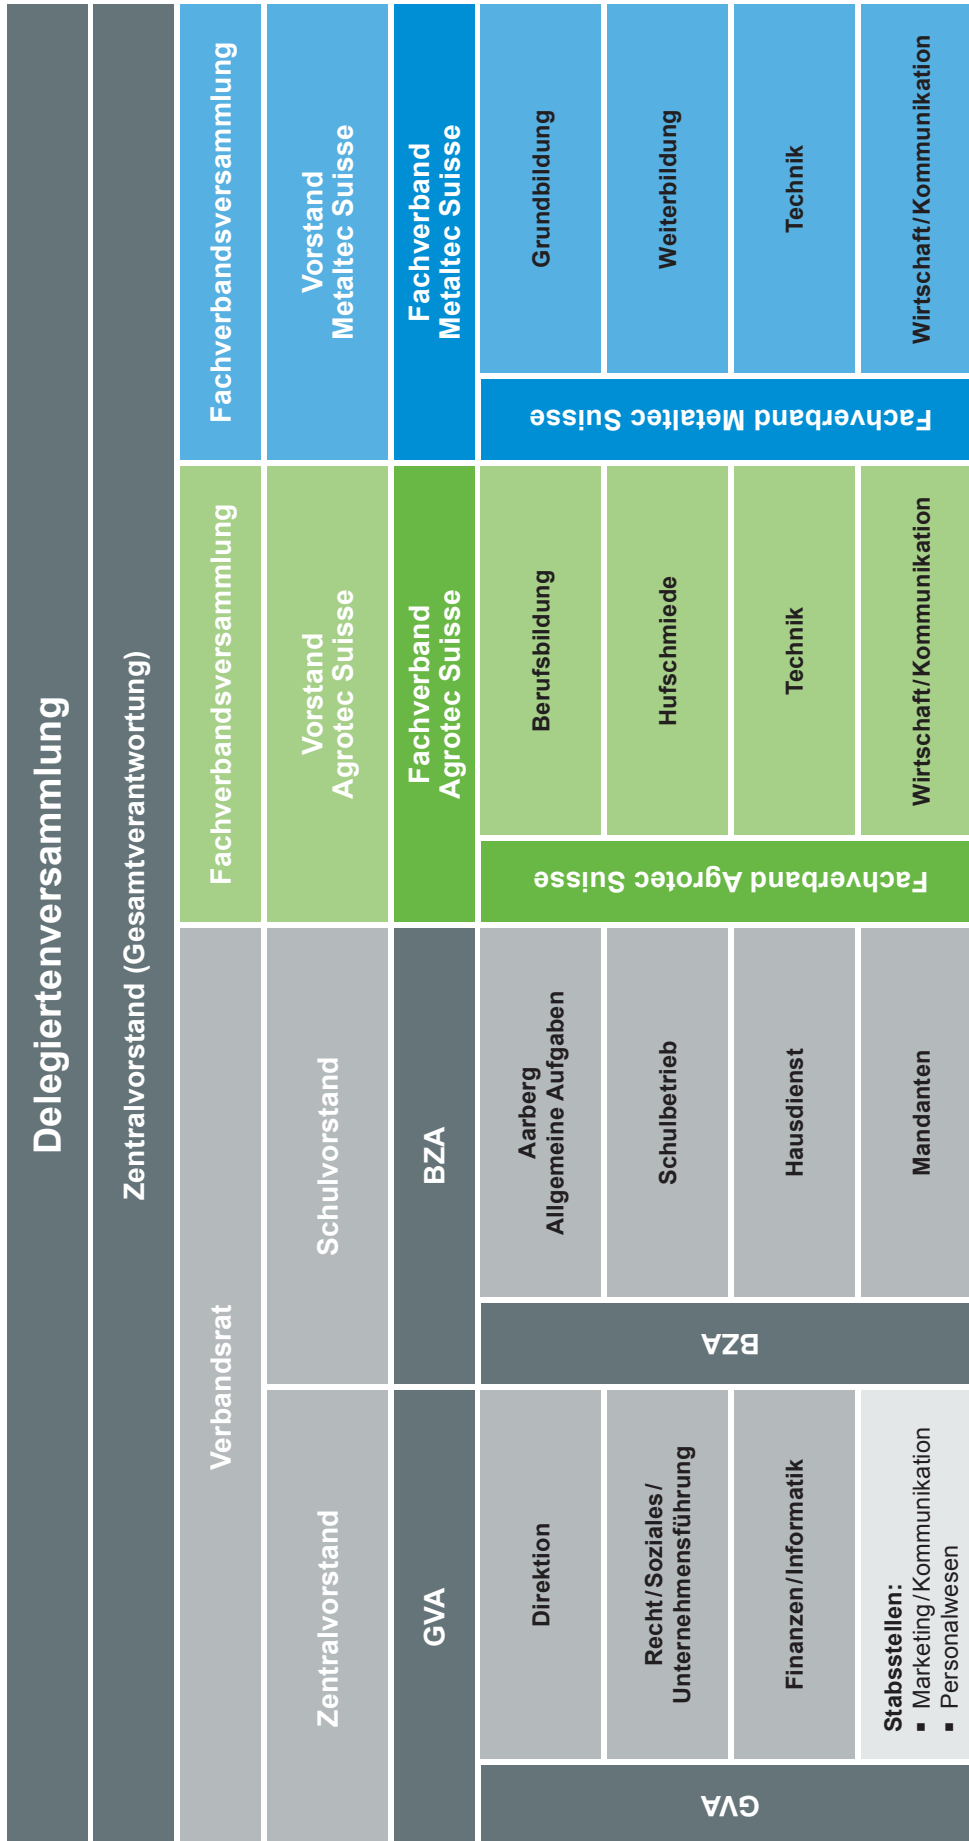 Delegiertenversammlung
Zentralvorstand (Gesamtverantwortung)
Verbandsrat
Fachverbandsversammlung
Fachverbandsversammlung
Zentralvorstand
Schulvorstand
Vorstand
Agrotec Suisse
Vorstand
Metaltec Suisse
GVA
BZA
Fachverband
Agrotec Suisse
Fachverband
Metaltec Suisse
GVA
Direktion
Recht/Soziales/
Unternehmensführung
Finanzen/Informatik
Stabsstellen:
▪ Marketing/Kommunikation
▪ Personalwesen
BZA
Aarberg
Allgemeine Aufgaben
Schulbetrieb
Hausdienst
Mandanten
Fachverband Agrotec Suisse
Berufsbildung
Hufschmiede
Technik
Wirtschaft/Kommunikation
Fachverband Metaltec Suisse
Grundbildung
Weiterbildung
Technik
Wirtschaft/Kommunikation